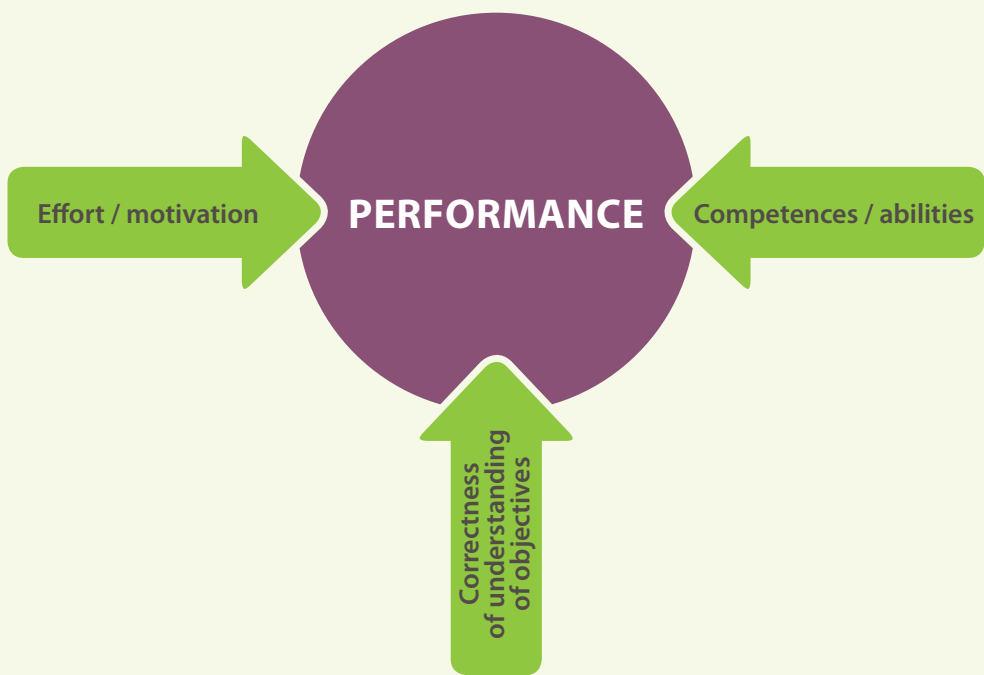 Effort / motivation
PERFORMANCE
Competences / abilities
Correctness
of understanding
of objectives